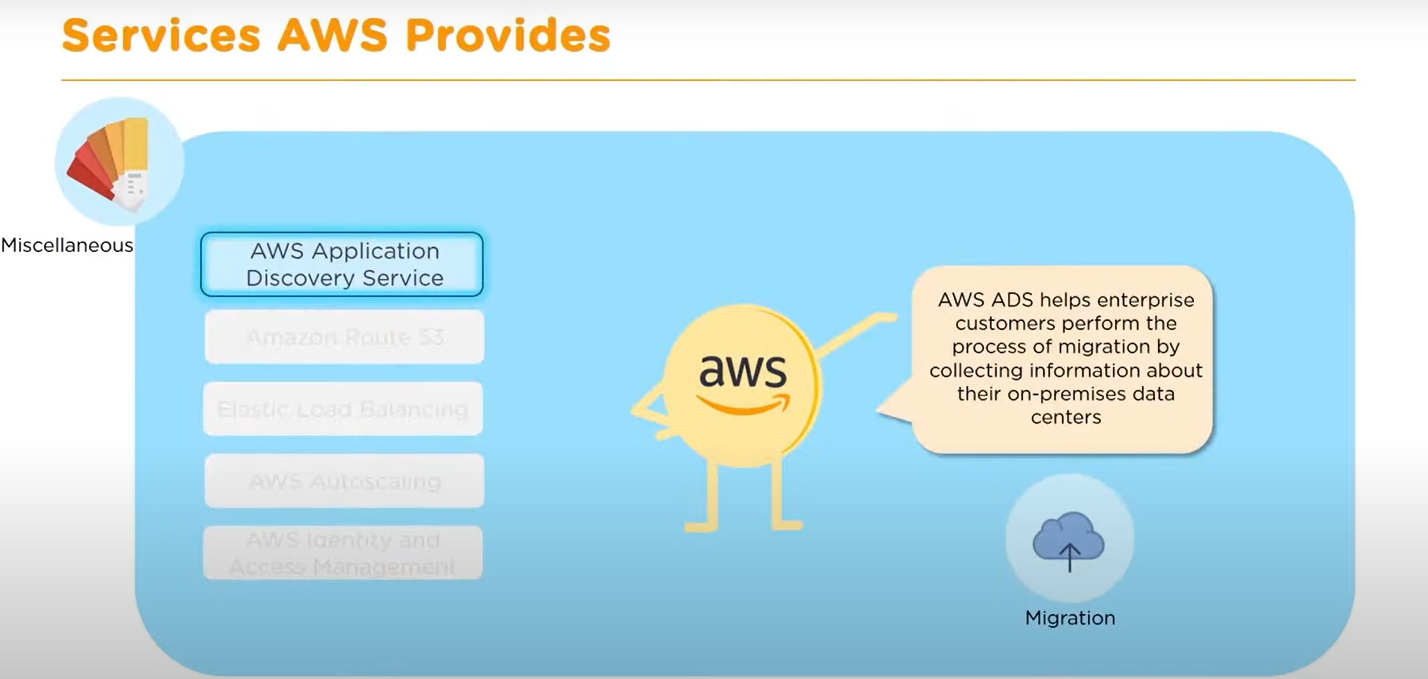 Services AWS Provides
Miscellaneous
AWS Application
Discovery Service
Amazon Route 53
Elastic Load Balancing
AWS Autoscaling
AWS Identity and
Access Management
aws
AWS ADS helps enterprise
customers perform the
process of migration by
collecting information about
their on-premises data
centers
Migration